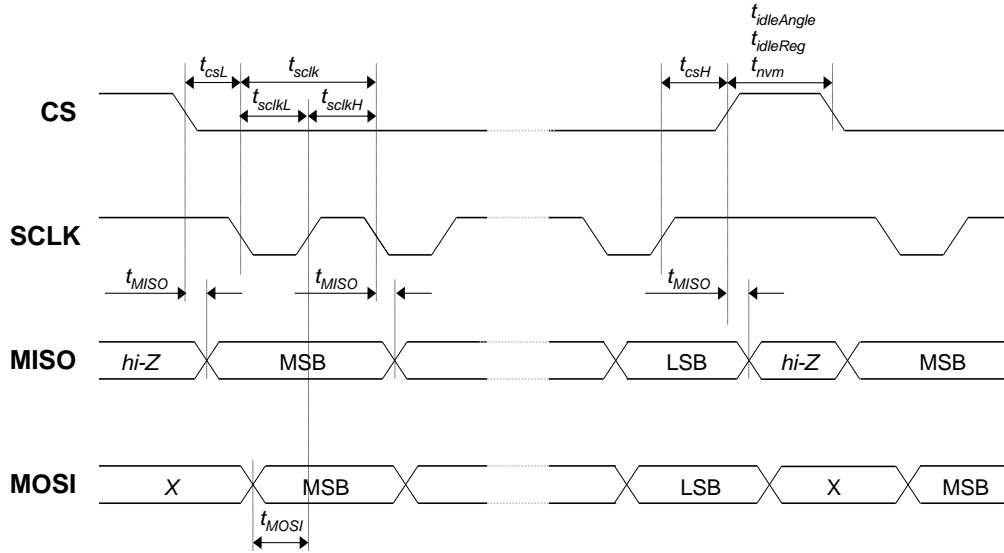 t_idleAngle
t_idleReg
t_csL t_sclk t_csH t_nvm
t_sclkL t_sclkH
CS
SCLK
t_MISO t_MISO t_MISO
MISO hi-Z MSB LSB hi-Z MSB
MOSI X MSB LSB X MSB
t_MOSI